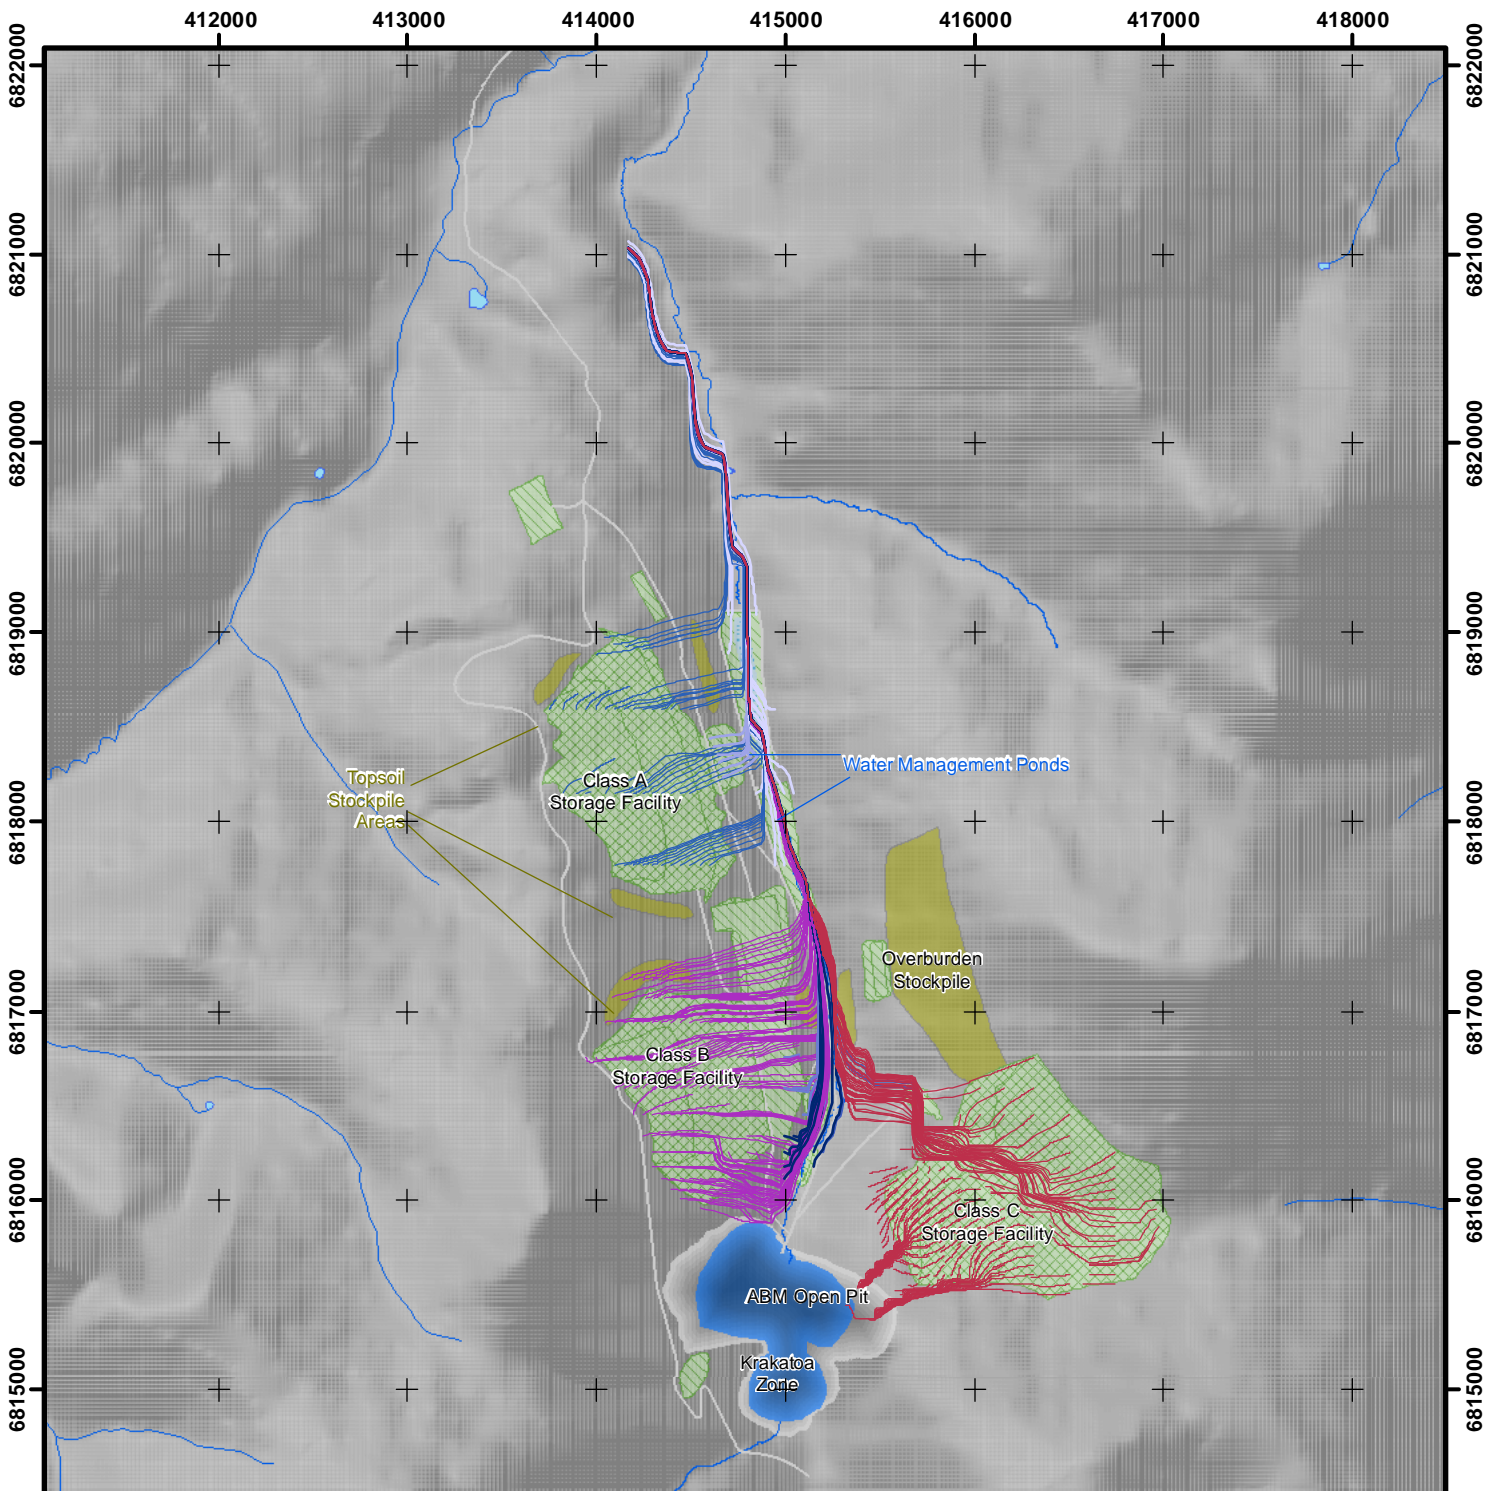 412000 413000 414000 415000 416000 417000 418000
6822000 6822000
6821000 6821000
6820000 6820000
6819000 6819000
Water Management Ponds
Topsoil
Stockpile
Areas
Class A
Storage Facility
6818000 6818000
Overburden
Stockpile
6817000 6817000
Class B
Storage Facility
6816000 6816000
Class C
Storage Facility
ABM Open Pit
Krakatoa
Zone
6815000 6815000